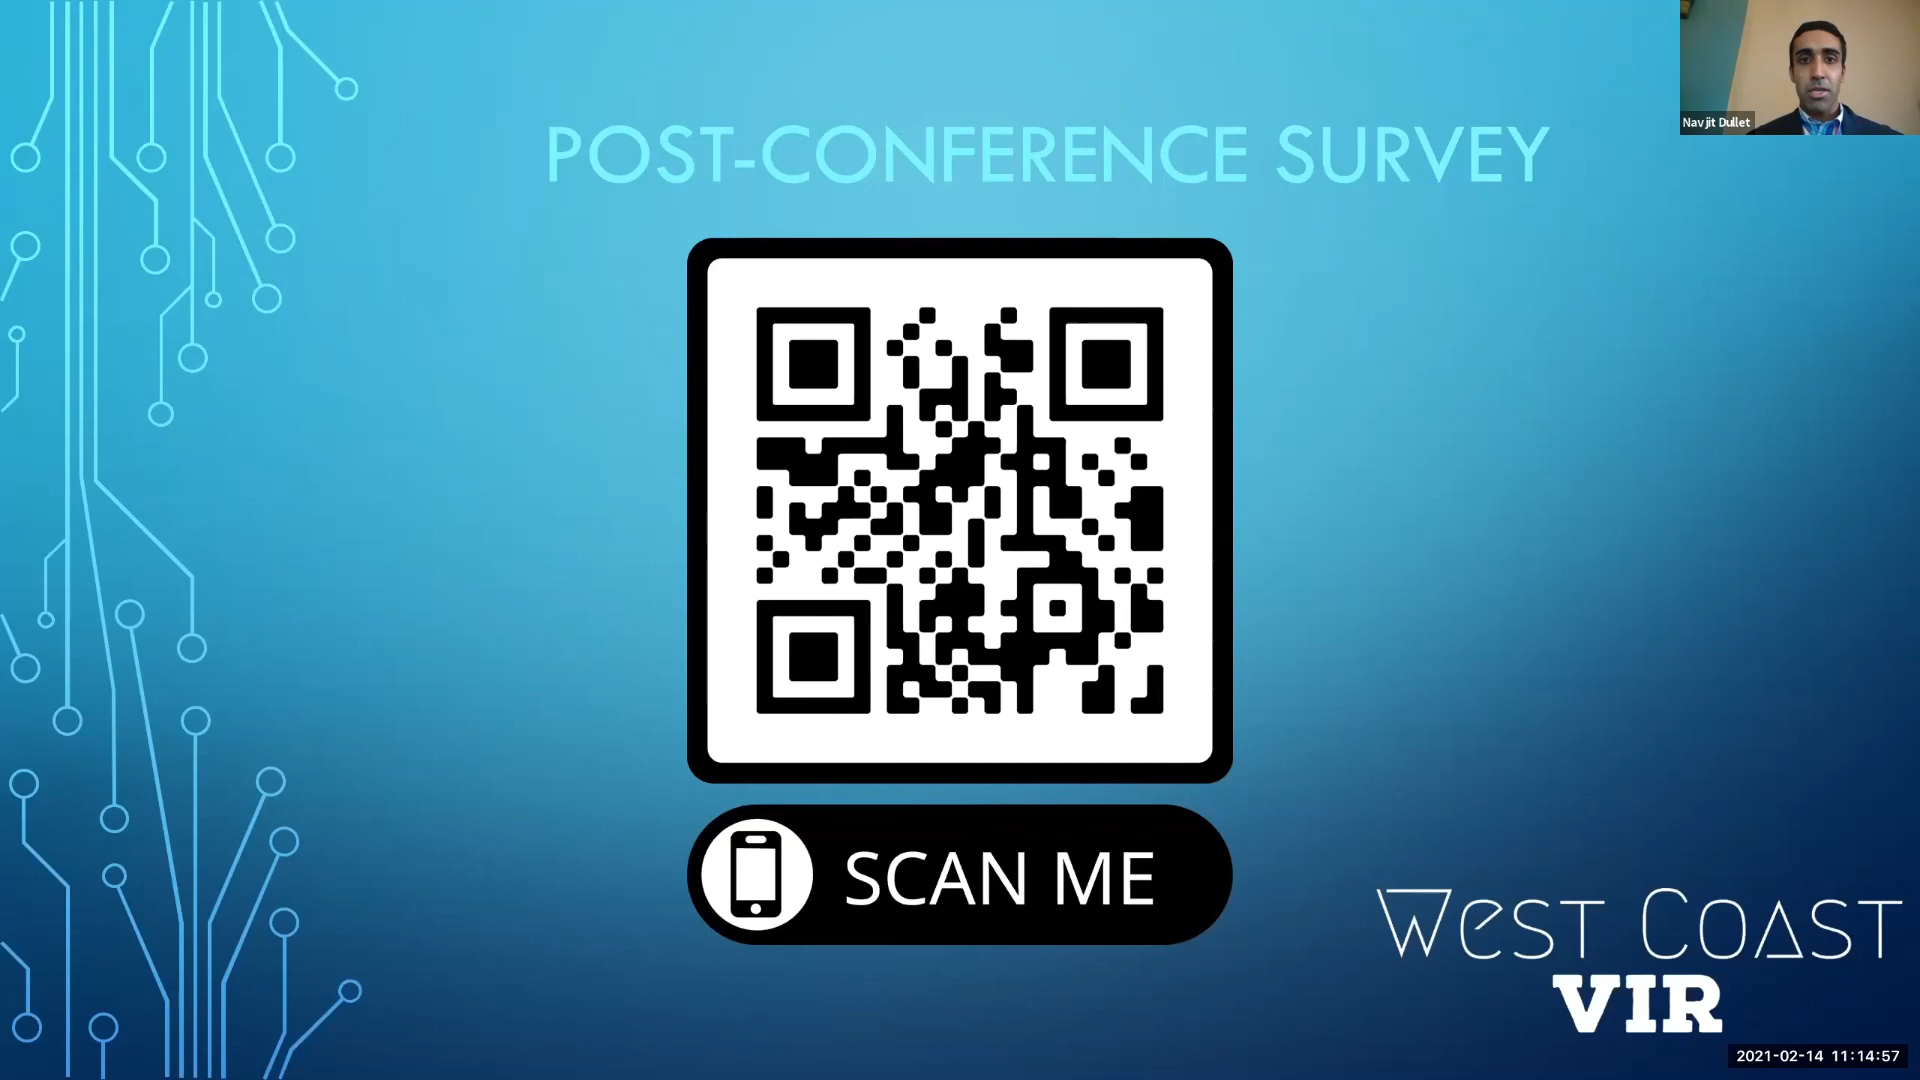 Navjit Dullet
POST-CONFERENCE SURVEY
SCAN ME
WEST COAST
VIR
2021-02-14 11:14:57